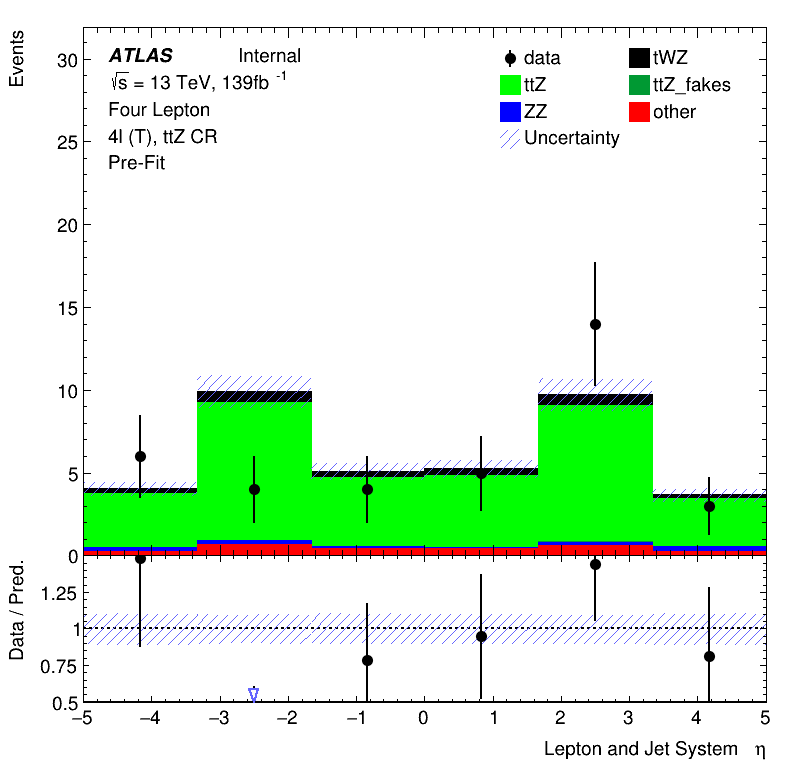 Events
30
25
20
15
10
5
0
ATLAS Internal
√s = 13 TeV, 139fb -1
Four Lepton
4l (T), ttZ CR
Pre-Fit
data
tWZ
ttZ
ttZ_fakes
ZZ
other
Uncertainty
Data / Pred.
1.25
1
0.75
0.5
−5 −4 −3 −2 −1 0 1 2 3 4 5
Lepton and Jet System η